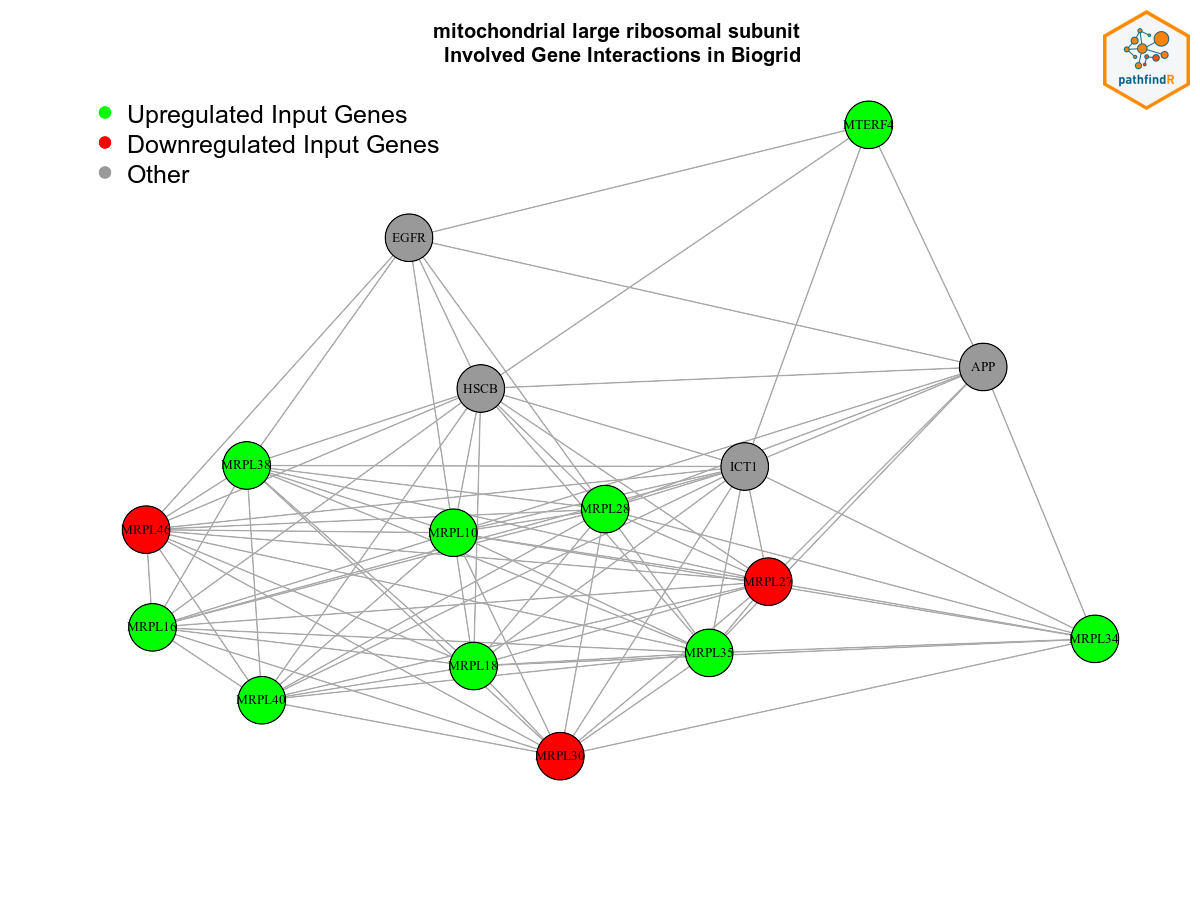 mitochondrial large ribosomal subunit
Involved Gene Interactions in Biogrid
pathfindR
Upregulated Input Genes
Downregulated Input Genes
Other
MTERF4
EGFR
APP
HSCB
MRPL38
ICT1
MRPL28
MRPL46
MRPL10
MRPL27
MRPL16
MRPL34
MRPL35
MRPL18
MRPL40